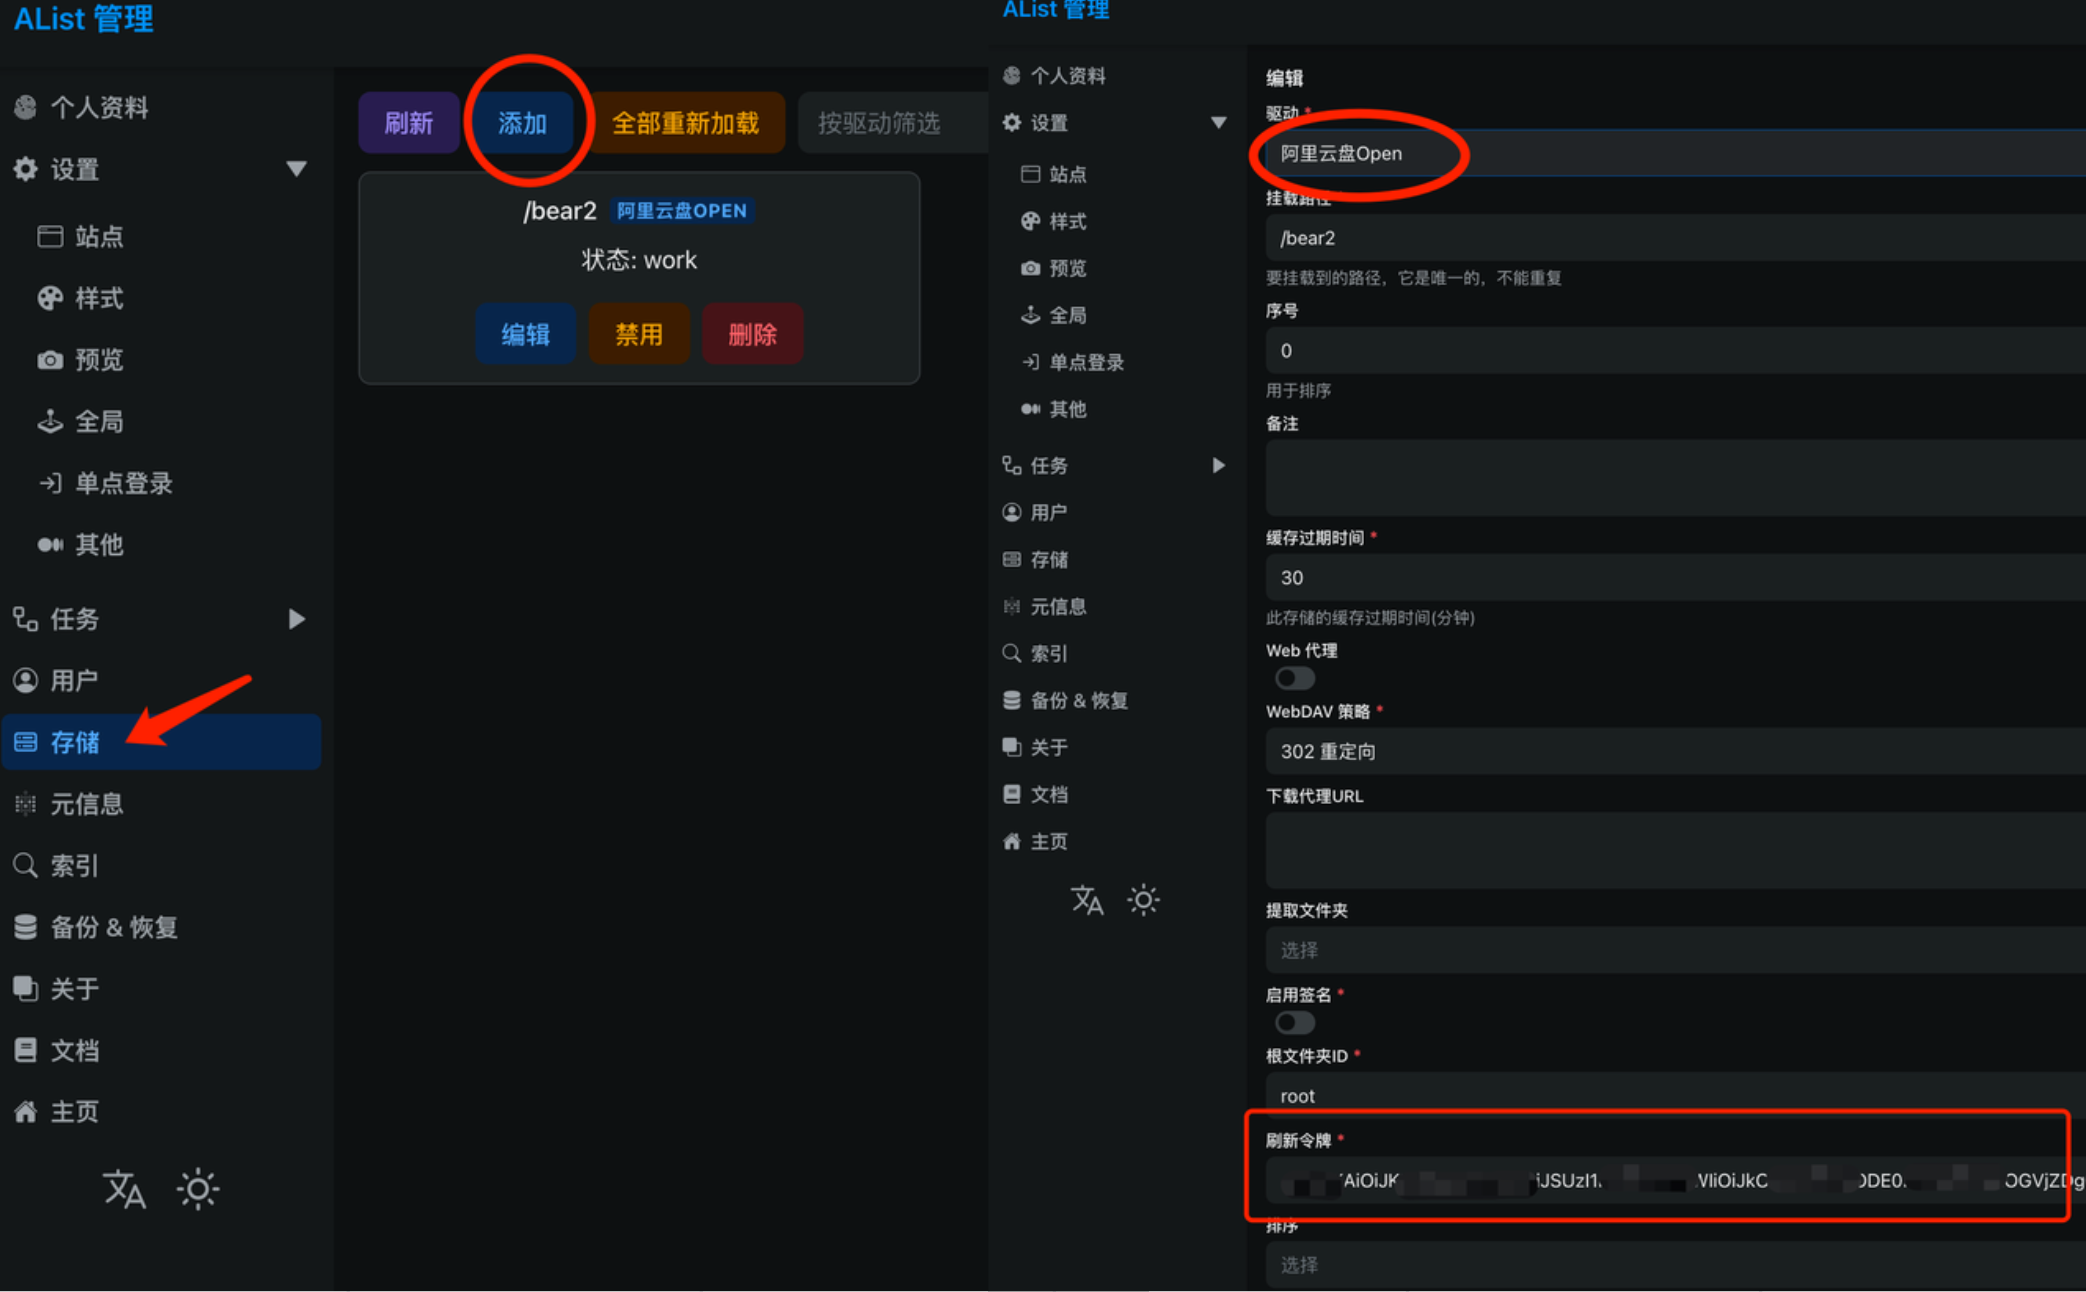 AList 管理
个人资料
设置
站点
样式
预览
全局
单点登录
其他
任务
用户
存储
元信息
索引
备份 & 恢复
关于
文档
主页
刷新 添加 全部重新加载 按驱动筛选
/bear2 阿里云盘OPEN
状态: work
编辑 禁用 删除
AList 管理
个人资料
设置
站点
样式
预览
全局
单点登录
其他
任务
用户
存储
元信息
索引
备份 & 恢复
关于
文档
主页
编辑
驱动 *
阿里云盘Open
挂载路径
/bear2
要挂载到的路径，它是唯一的，不能重复
序号
0
用于排序
备注
缓存过期时间 *
30
此存储的缓存过期时间(分钟)
Web 代理
WebDAV 策略 *
302 重定向
下载代理URL
提取文件夹
选择
启用签名 *
根文件夹ID *
root
刷新令牌 *
AiOiJK iJSUzI1 WIiOiJkC DDE0 OGVjZDg
排序
选择